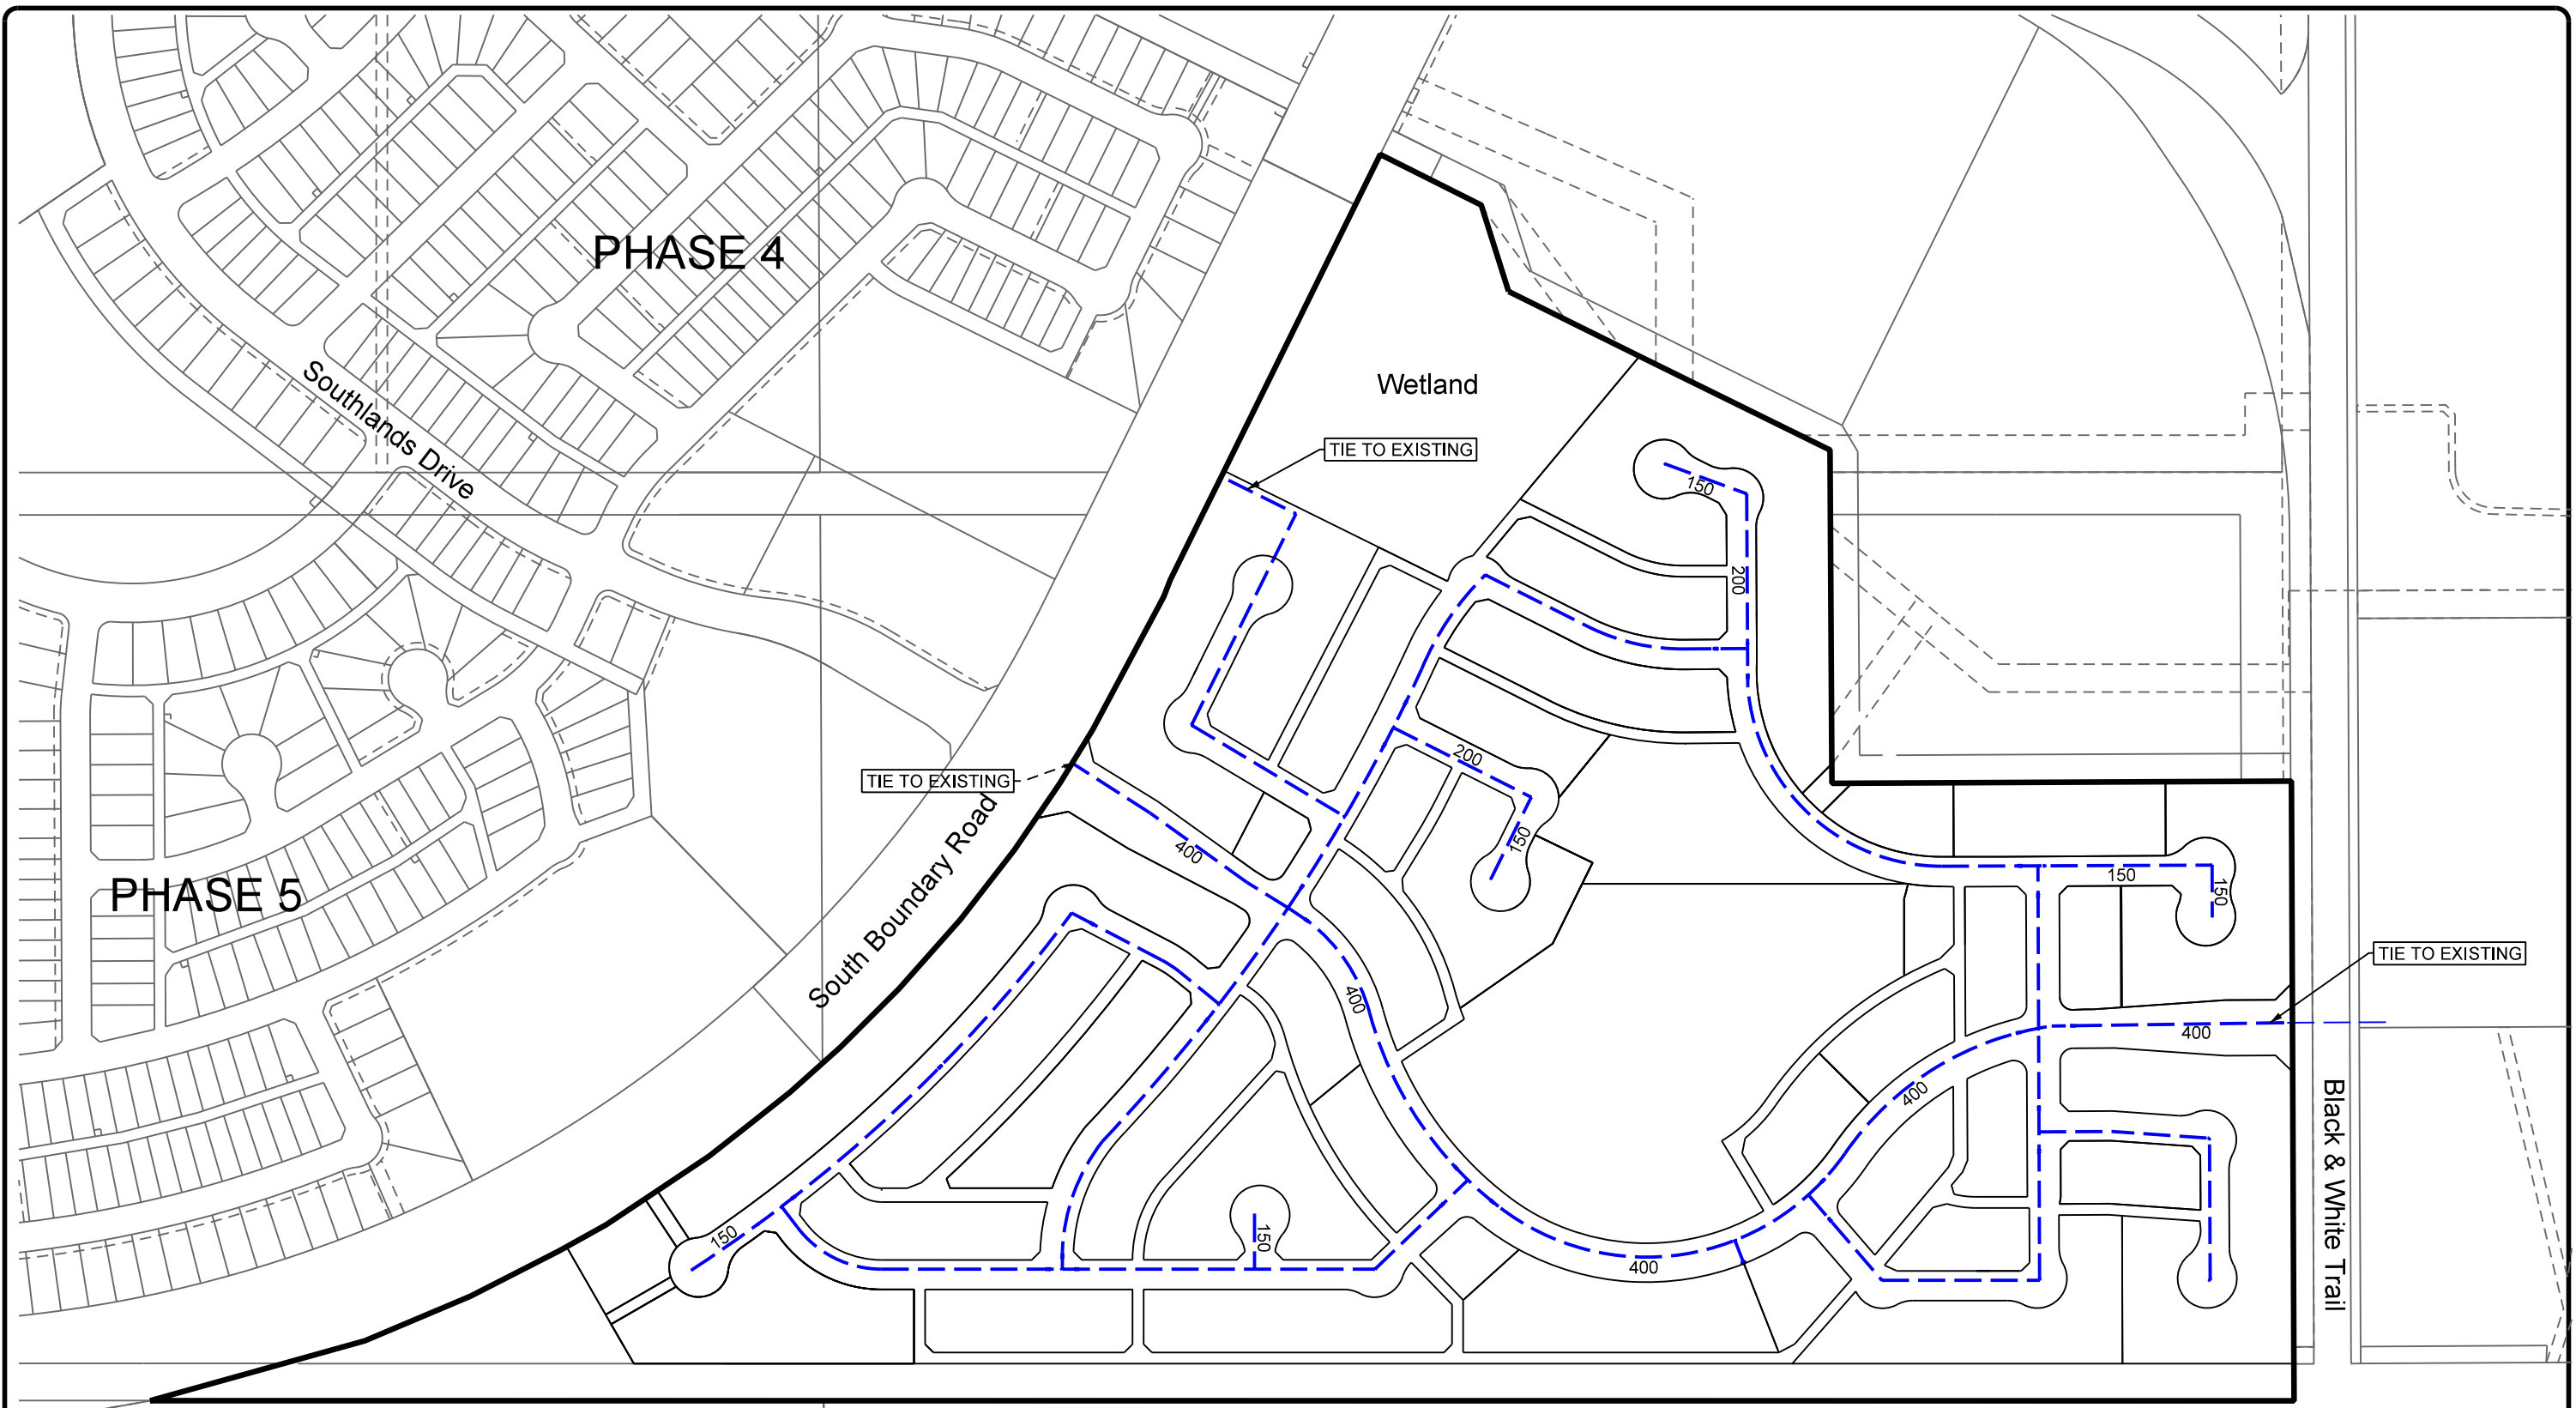 PHASE 4
Southlands Drive
Wetland
TIE TO EXISTING
150
200
200
150
TIE TO EXISTING
400
South Boundary Road
PHASE 5
150
150
TIE TO EXISTING
400
400
400
150
150
400
Black & White Trail